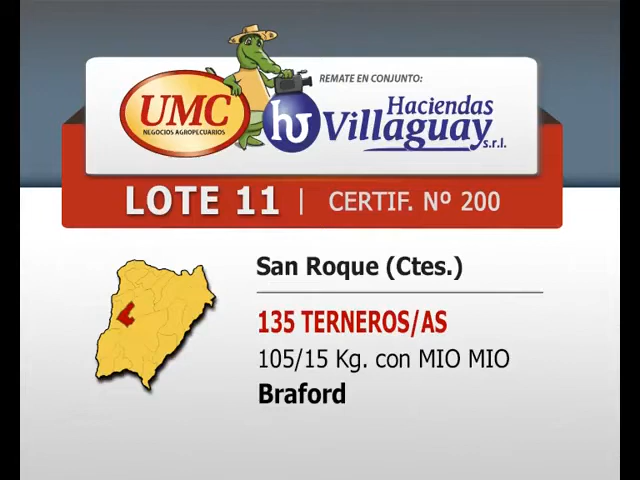 UMC
NEGOCIOS AGROPECUARIOS
REMATE EN CONJUNTO:
hv
Haciendas
Villaguay
s.r.l.
LOTE 11 | CERTIF. Nº 200
San Roque (Ctes.)
135 TERNEROS/AS
105/15 Kg. con MIO MIO
Braford